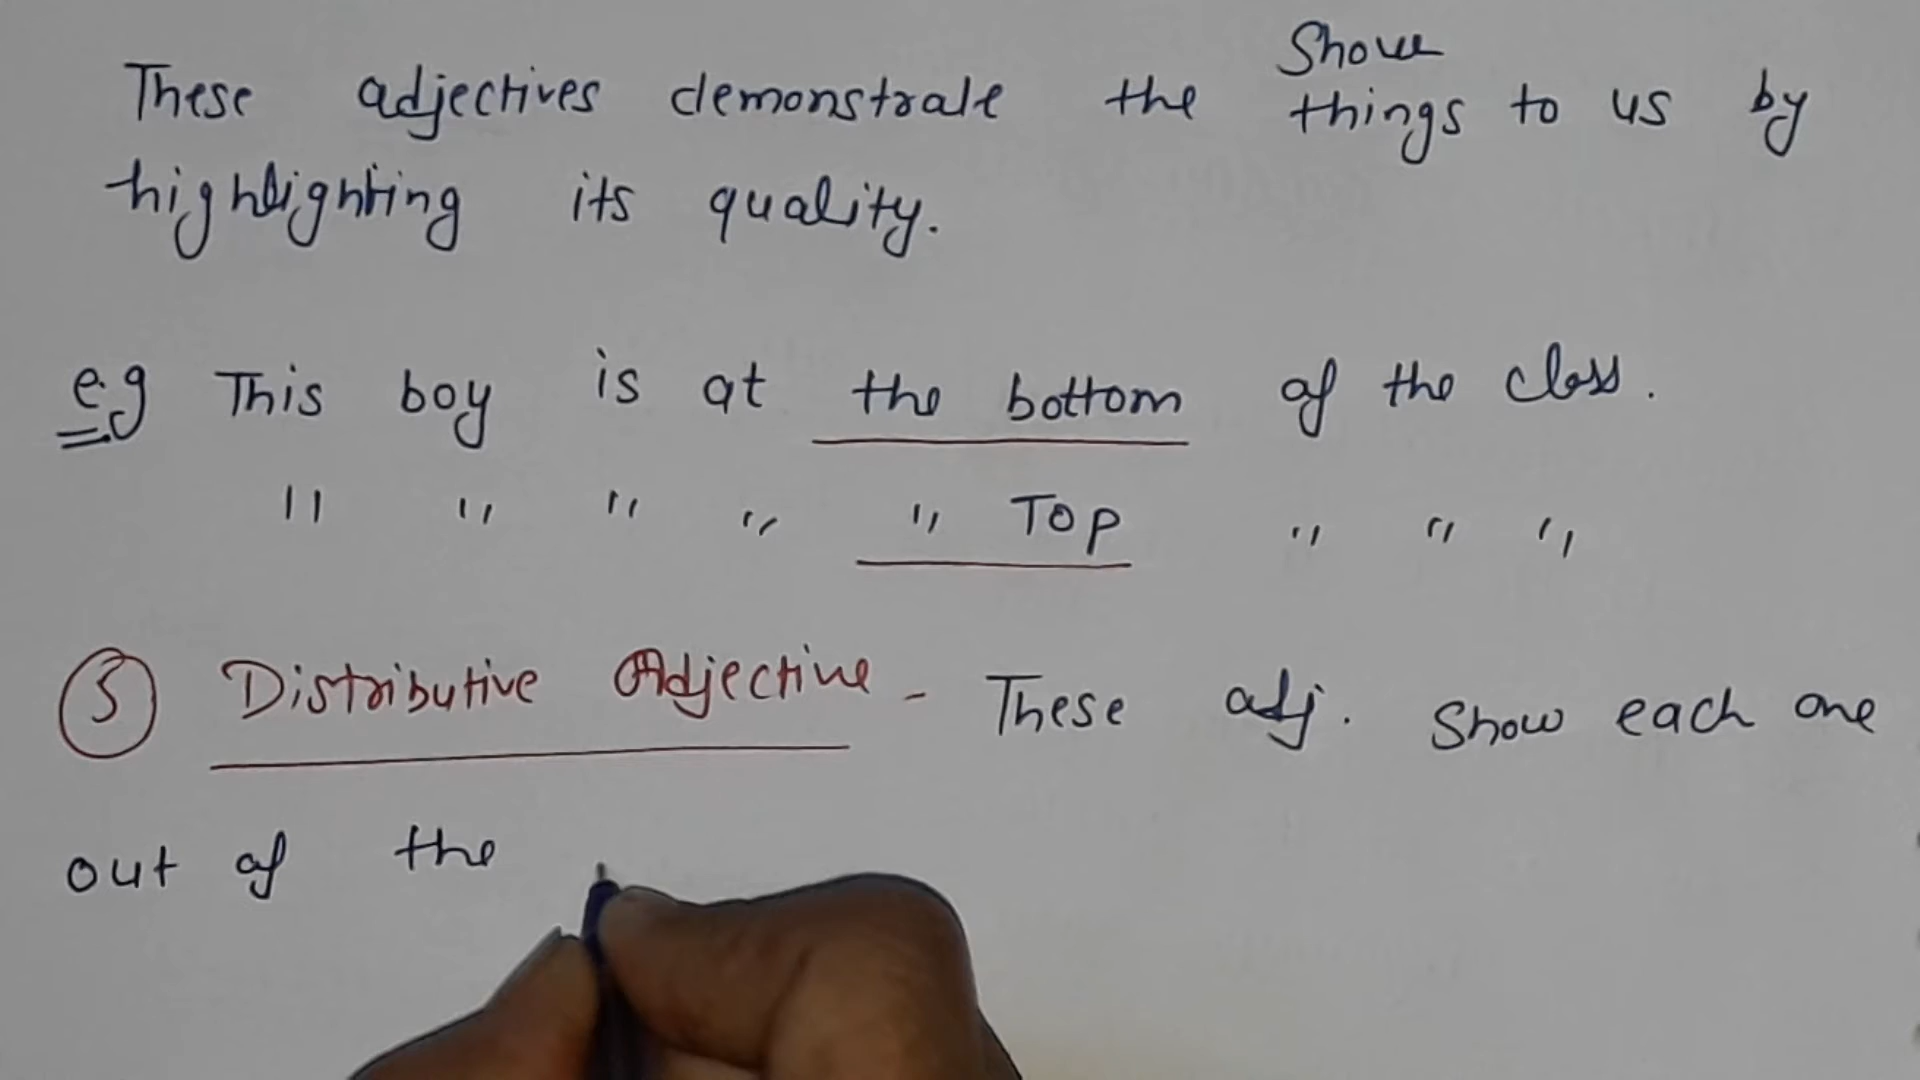 Show
These adjectives demonstrate the things to us by
highlighting its quality.
e.g This boy is at the bottom of the class.
" " " " " Top " " "
5 Distributive Adjective - These adj. Show each one
out of the